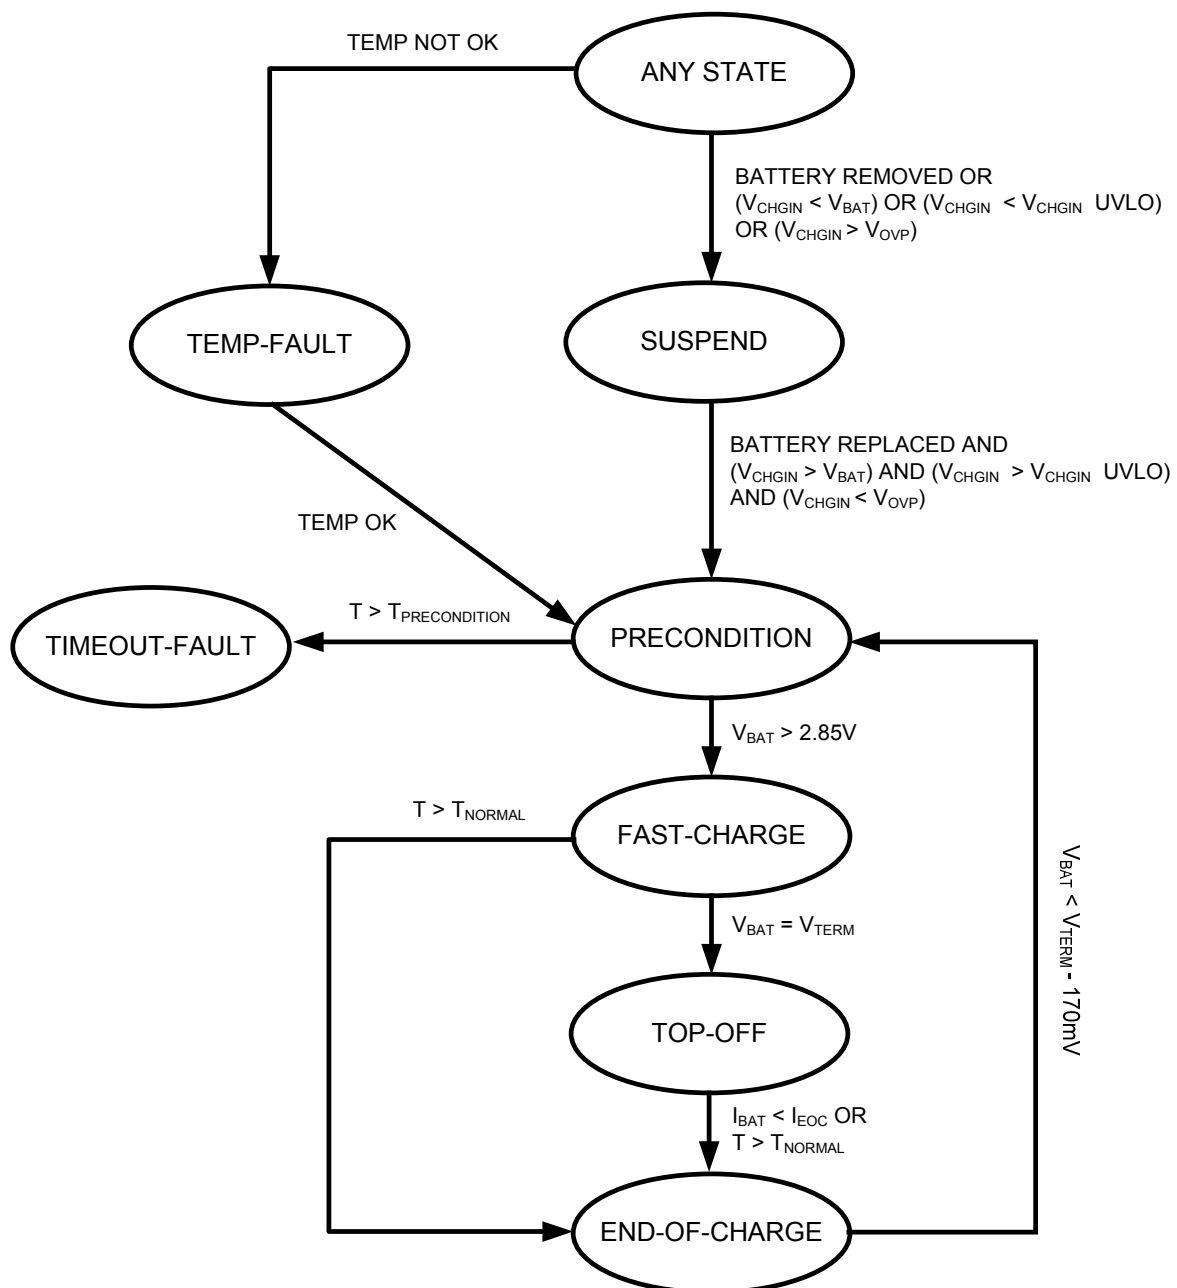 TEMP NOT OK
ANY STATE
BATTERY REMOVED OR
(VCHGIN < VBAT) OR (VCHGIN < VCHGIN UVLO)
OR (VCHGIN > VOVP)
TEMP-FAULT
SUSPEND
BATTERY REPLACED AND
(VCHGIN > VBAT) AND (VCHGIN > VCHGIN UVLO)
AND (VCHGIN < VOVP)
TEMP OK
T > TPRECONDITION
TIMEOUT-FAULT
PRECONDITION
VBAT > 2.85V
T > TNORMAL
FAST-CHARGE
VBAT < VTERM - 170mV
VBAT = VTERM
TOP-OFF
IBAT < IEOC OR
T > TNORMAL
END-OF-CHARGE